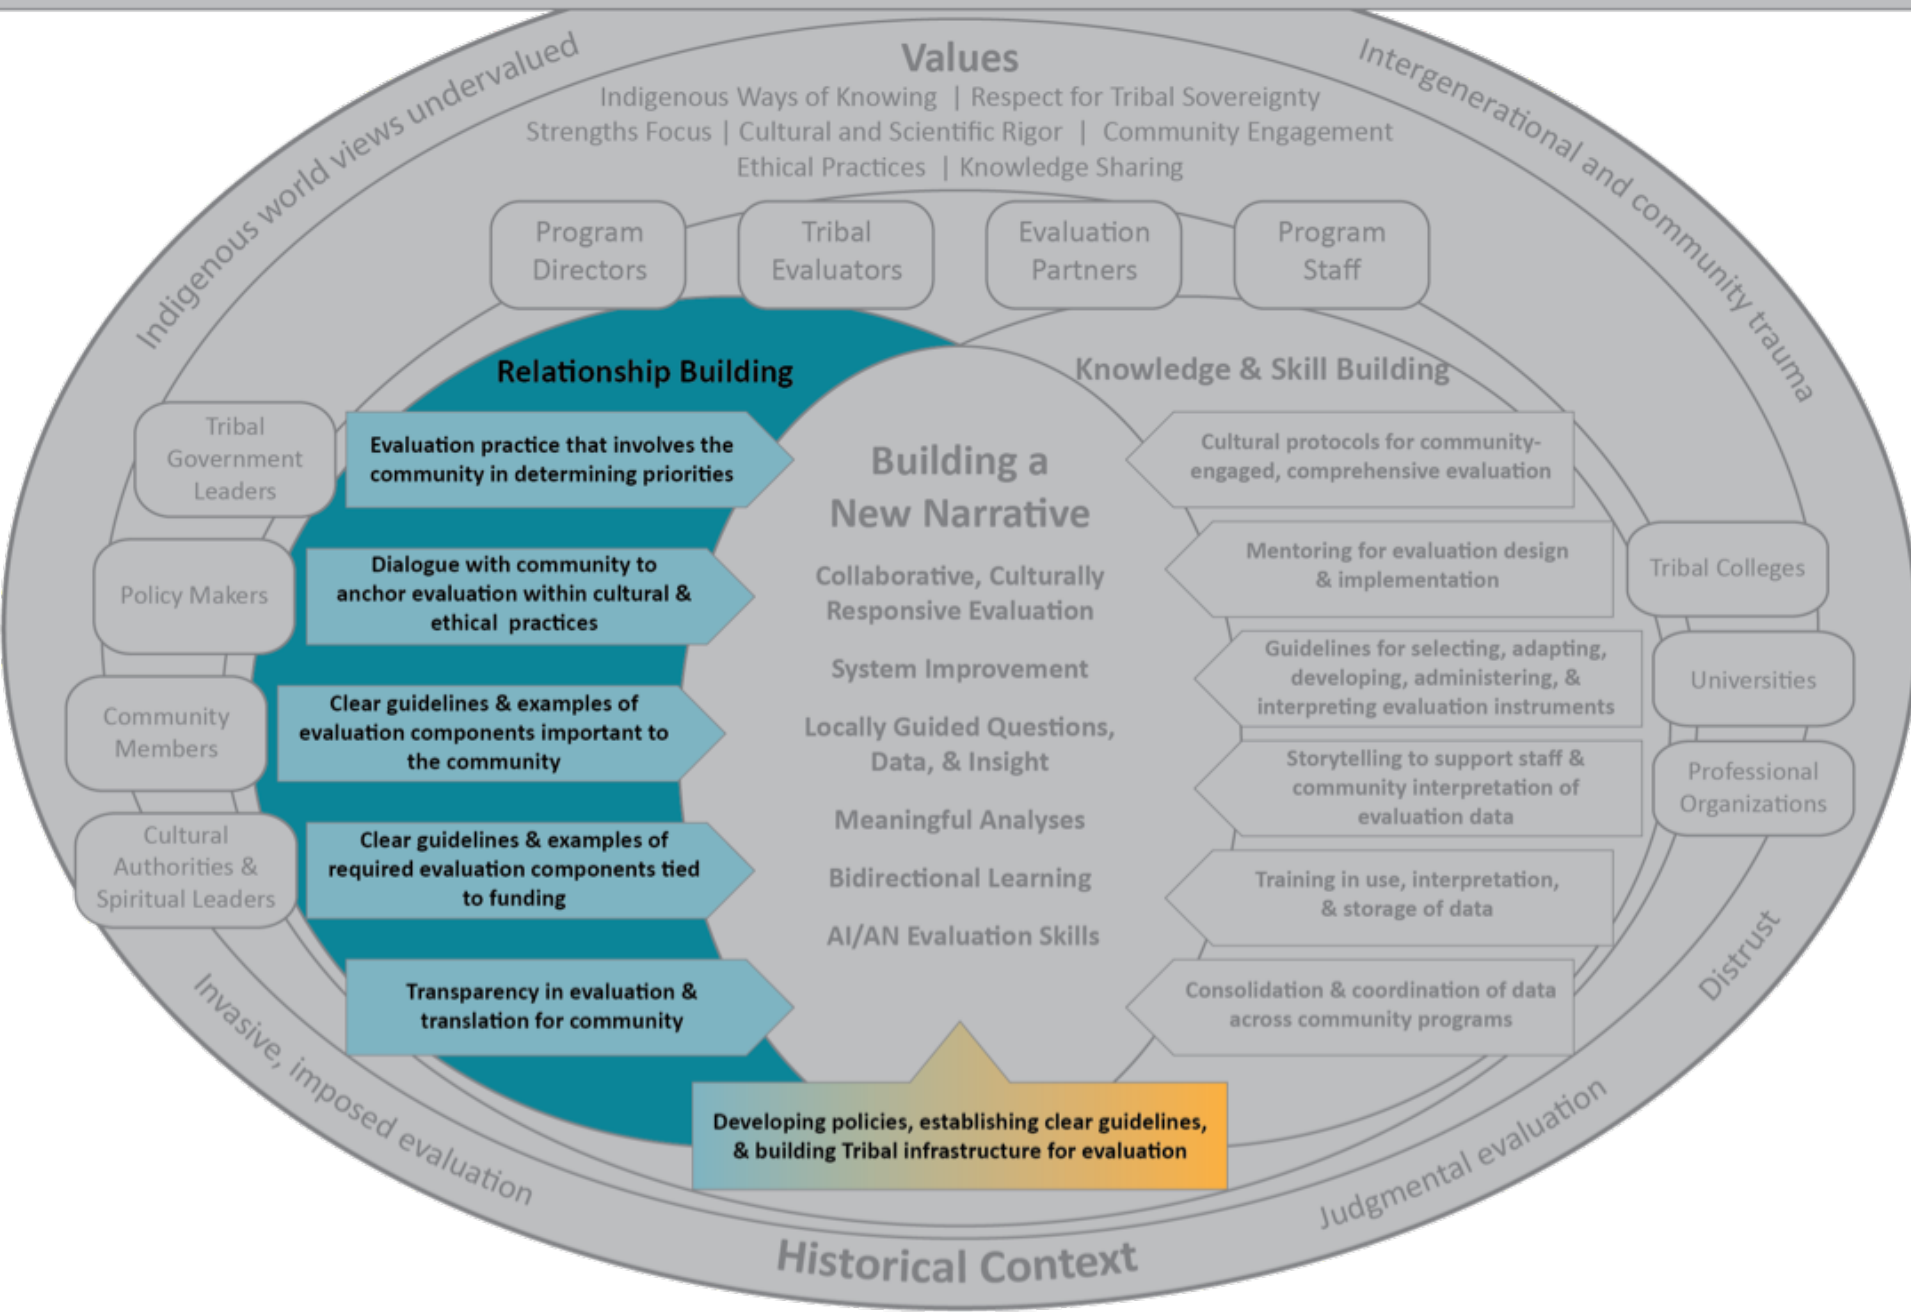 Indigenous world views undervalued
Intergenerational and community trauma
Values
Indigenous Ways of Knowing | Respect for Tribal Sovereignty
Strengths Focus | Cultural and Scientific Rigor | Community Engagement
Ethical Practices | Knowledge Sharing
Program
Directors
Tribal
Evaluators
Evaluation
Partners
Program
Staff
Tribal
Government
Leaders
Policy Makers
Community
Members
Cultural
Authorities &
Spiritual Leaders
Relationship Building
Evaluation practice that involves the
community in determining priorities
Dialogue with community to
anchor evaluation within cultural &
ethical practices
Clear guidelines & examples of
evaluation components important to
the community
Clear guidelines & examples of
required evaluation components tied
to funding
Transparency in evaluation &
translation for community
Building a
New Narrative
Collaborative, Culturally
Responsive Evaluation
System Improvement
Locally Guided Questions,
Data, & Insight
Meaningful Analyses
Bidirectional Learning
AI/AN Evaluation Skills
Knowledge & Skill Building
Cultural protocols for community-
engaged, comprehensive evaluation
Mentoring for evaluation design
& implementation
Guidelines for selecting, adapting,
developing, administering, &
interpreting evaluation instruments
Storytelling to support staff &
community interpretation of
evaluation data
Training in use, interpretation,
& storage of data
Consolidation & coordination of data
across community programs
Tribal Colleges
Universities
Professional
Organizations
Developing policies, establishing clear guidelines,
& building Tribal infrastructure for evaluation
Invasive, imposed evaluation
Distrust
Judgmental evaluation
Historical Context